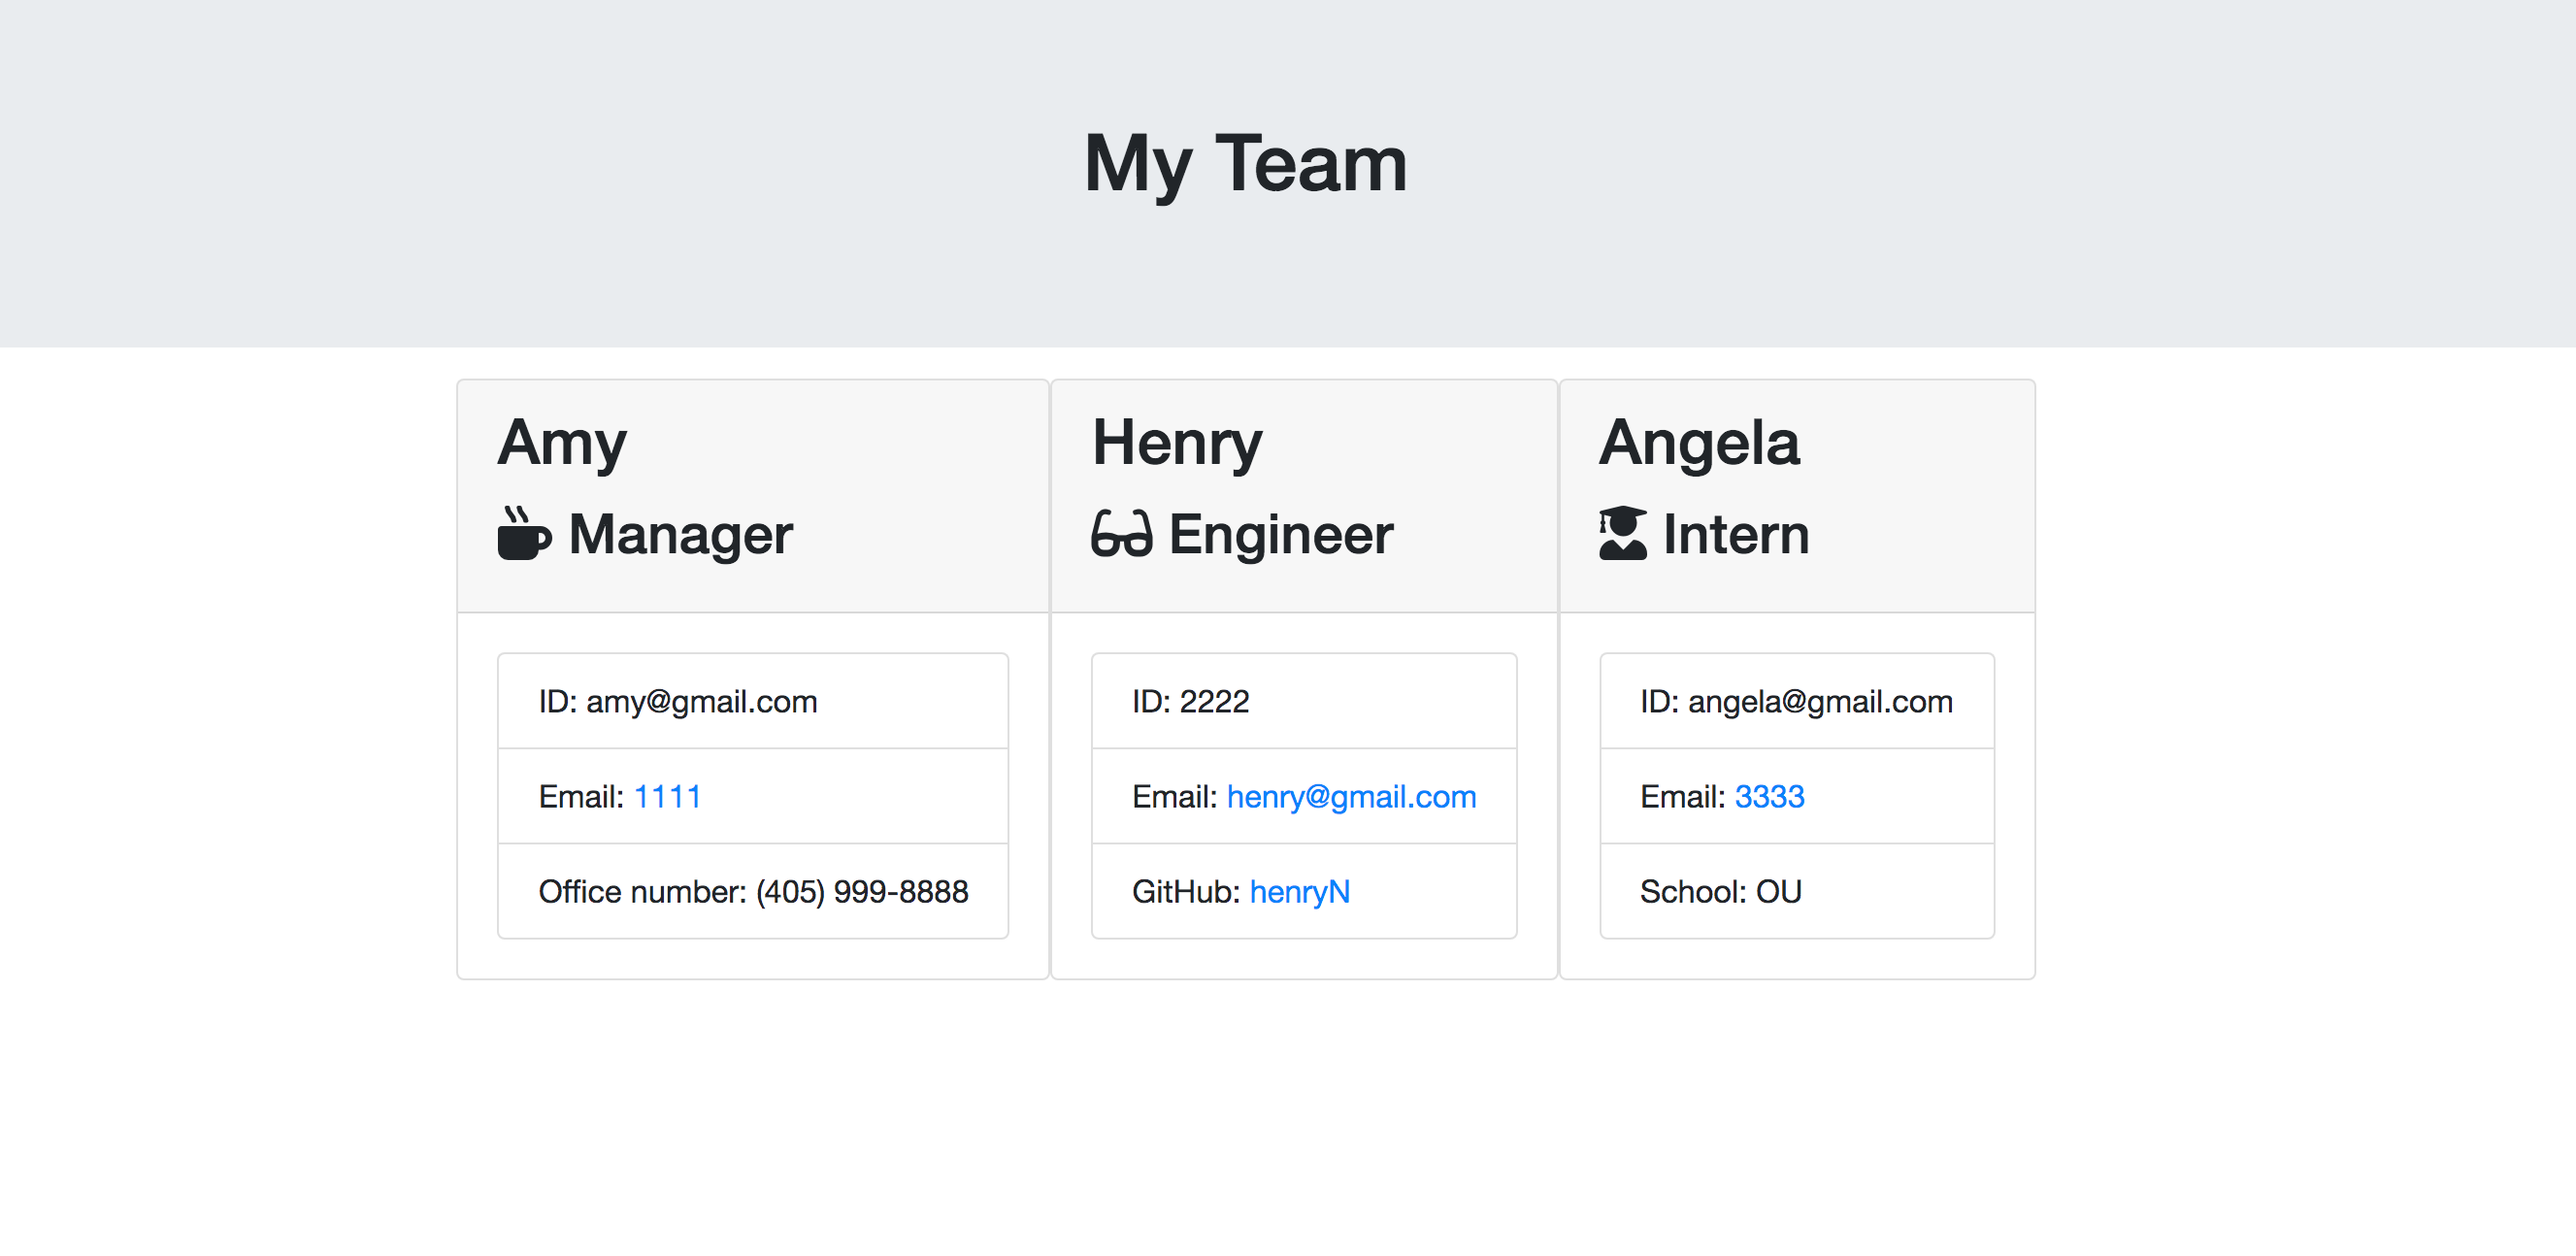 My Team
Amy
Manager
ID: amy@gmail.com
Email: 1111
Office number: (405) 999-8888
Henry
Engineer
ID: 2222
Email: henry@gmail.com
GitHub: henryN
Angela
Intern
ID: angela@gmail.com
Email: 3333
School: OU